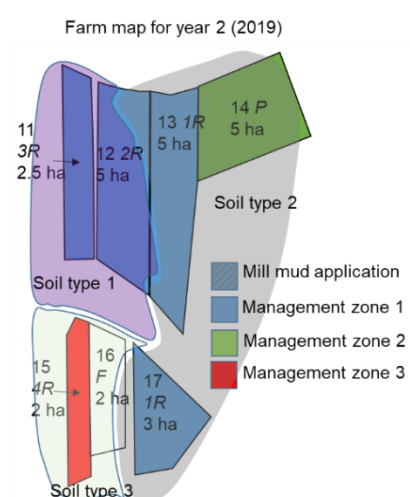 Farm map for year 2 (2019)
11
3R
2.5 ha
12 2R
5 ha
13 1R
5 ha
14 P
5 ha
Soil type 2
Soil type 1
Mill mud application
Management zone 1
Management zone 2
Management zone 3
15
4R
2 ha
16
F
2 ha
17
1R
3 ha
Soil type 3